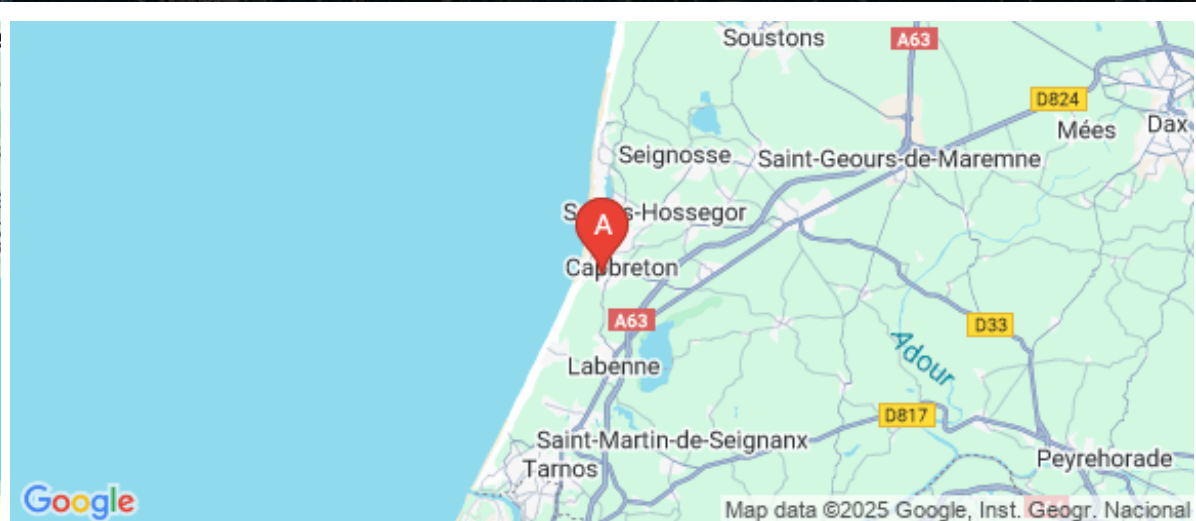 Soustons
A63
D824
Mées
Dax
Seignosse
Saint-Geours-de-Maremne
s-Hossegor
A
Capbreton
A63
D33
Adour
Labenne
D817
Saint-Martin-de-Seignanx
Tarnos
Peyrehorade
Google
Map data ©2025 Google, Inst. Geogr. Nacional